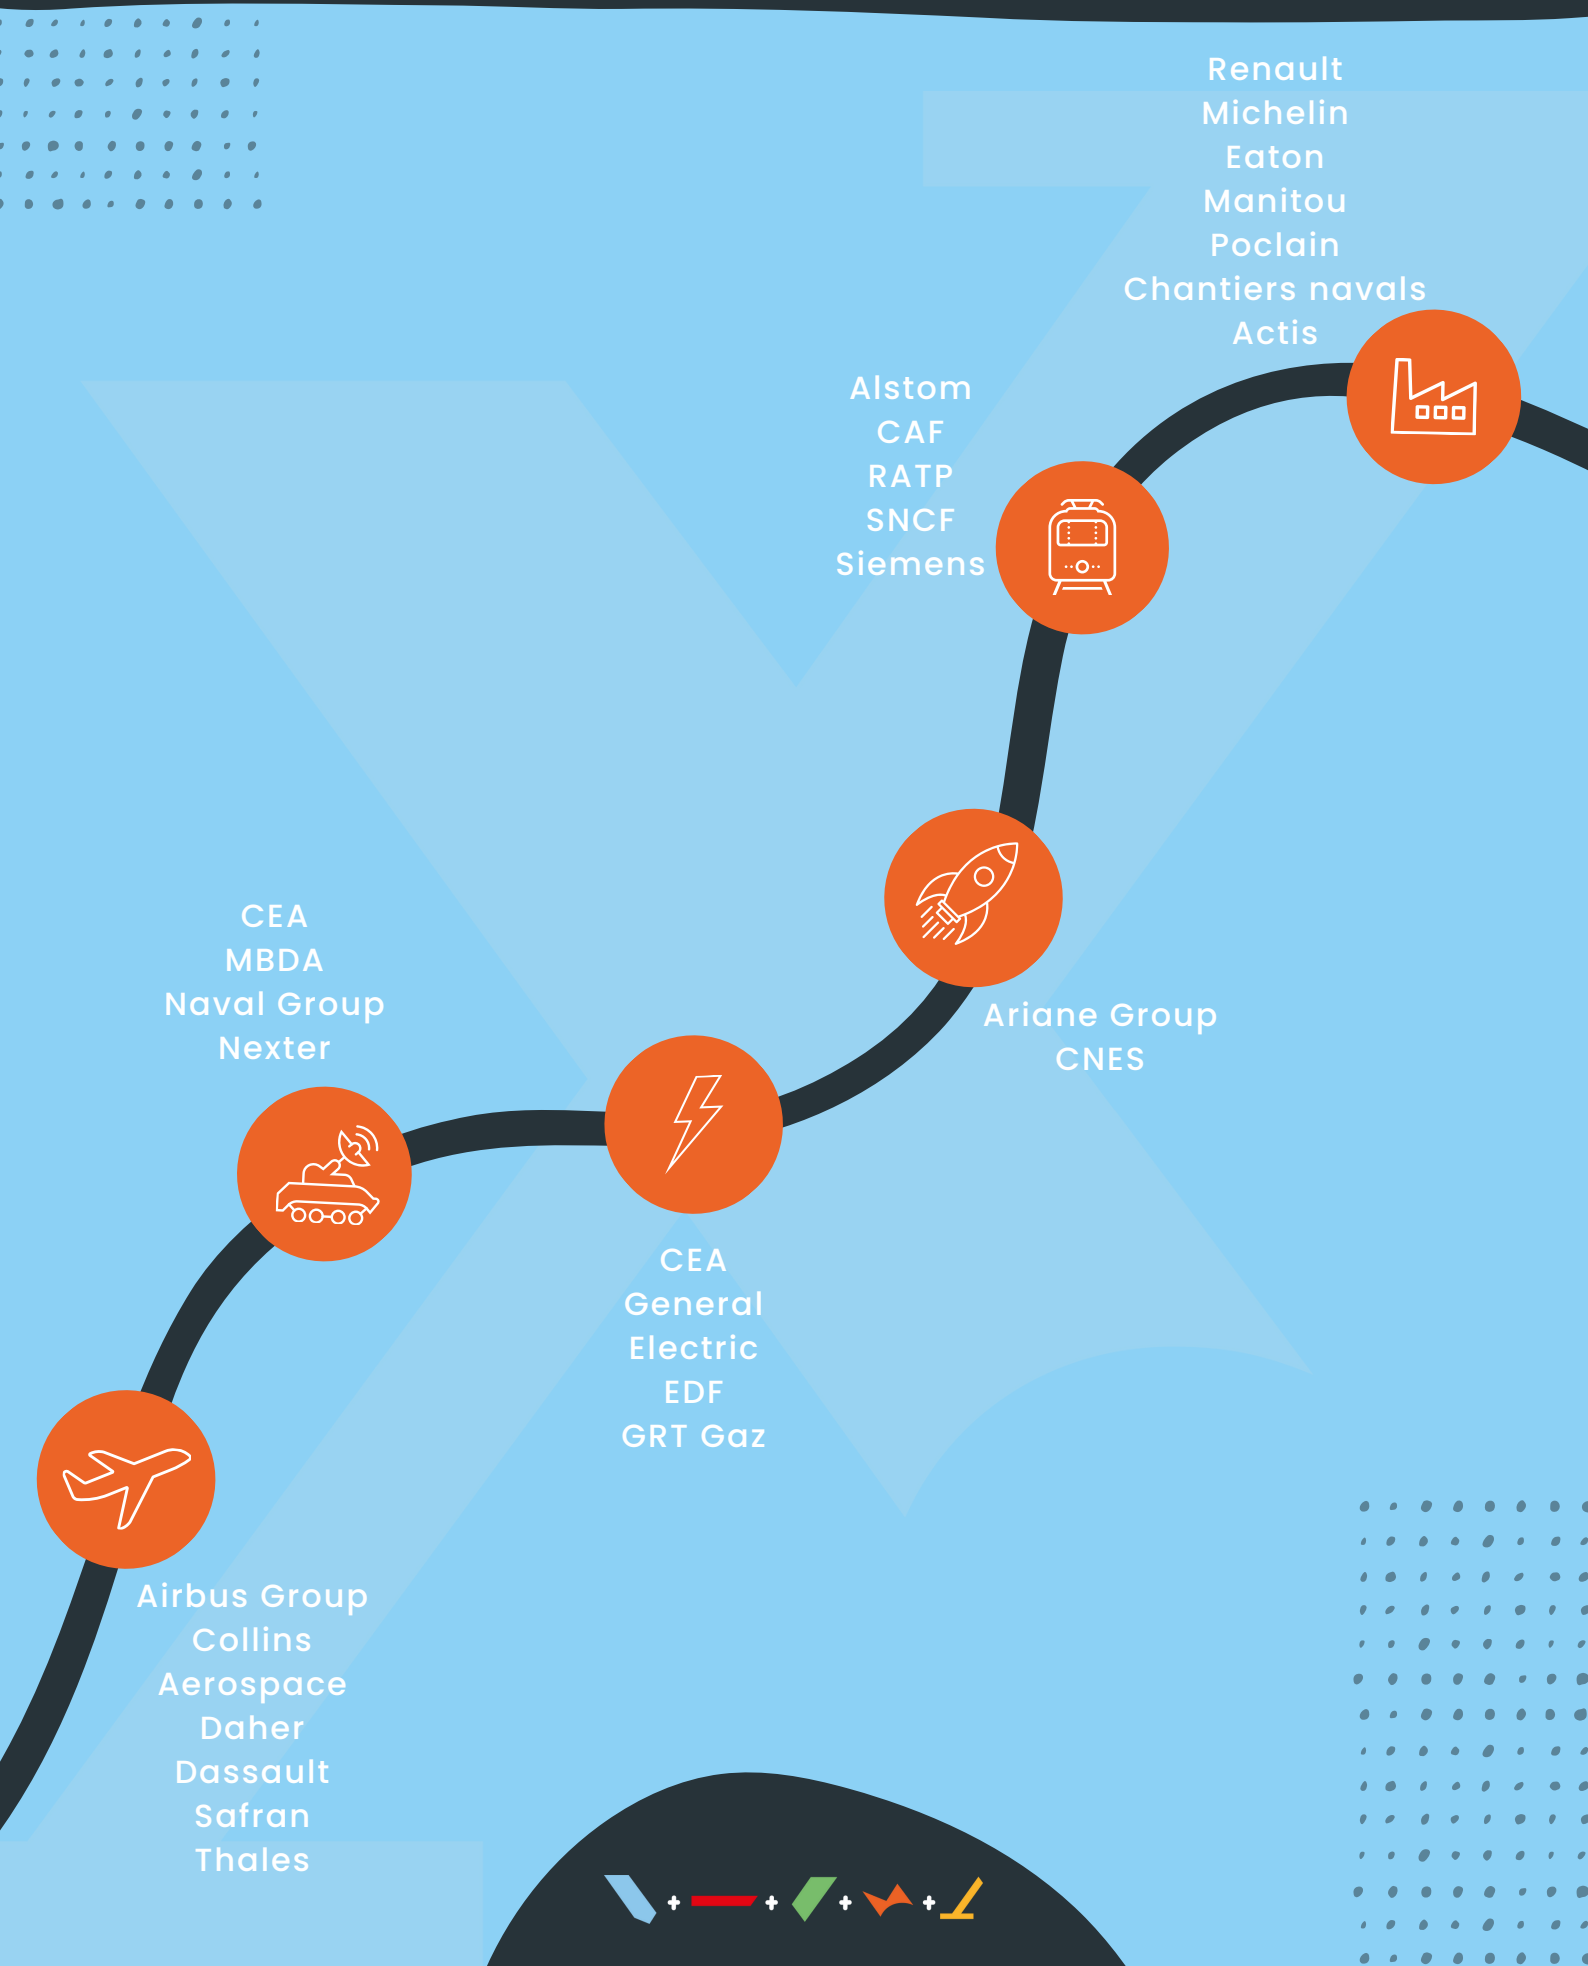 Renault
Michelin
Eaton
Manitou
Poclain
Chantiers navals
Actis
Alstom
CAF
RATP
SNCF
Siemens
CEA
MBDA
Naval Group
Nexter
Ariane Group
CNES
CEA
General
Electric
EDF
GRT Gaz
Airbus Group
Collins
Aerospace
Daher
Dassault
Safran
Thales